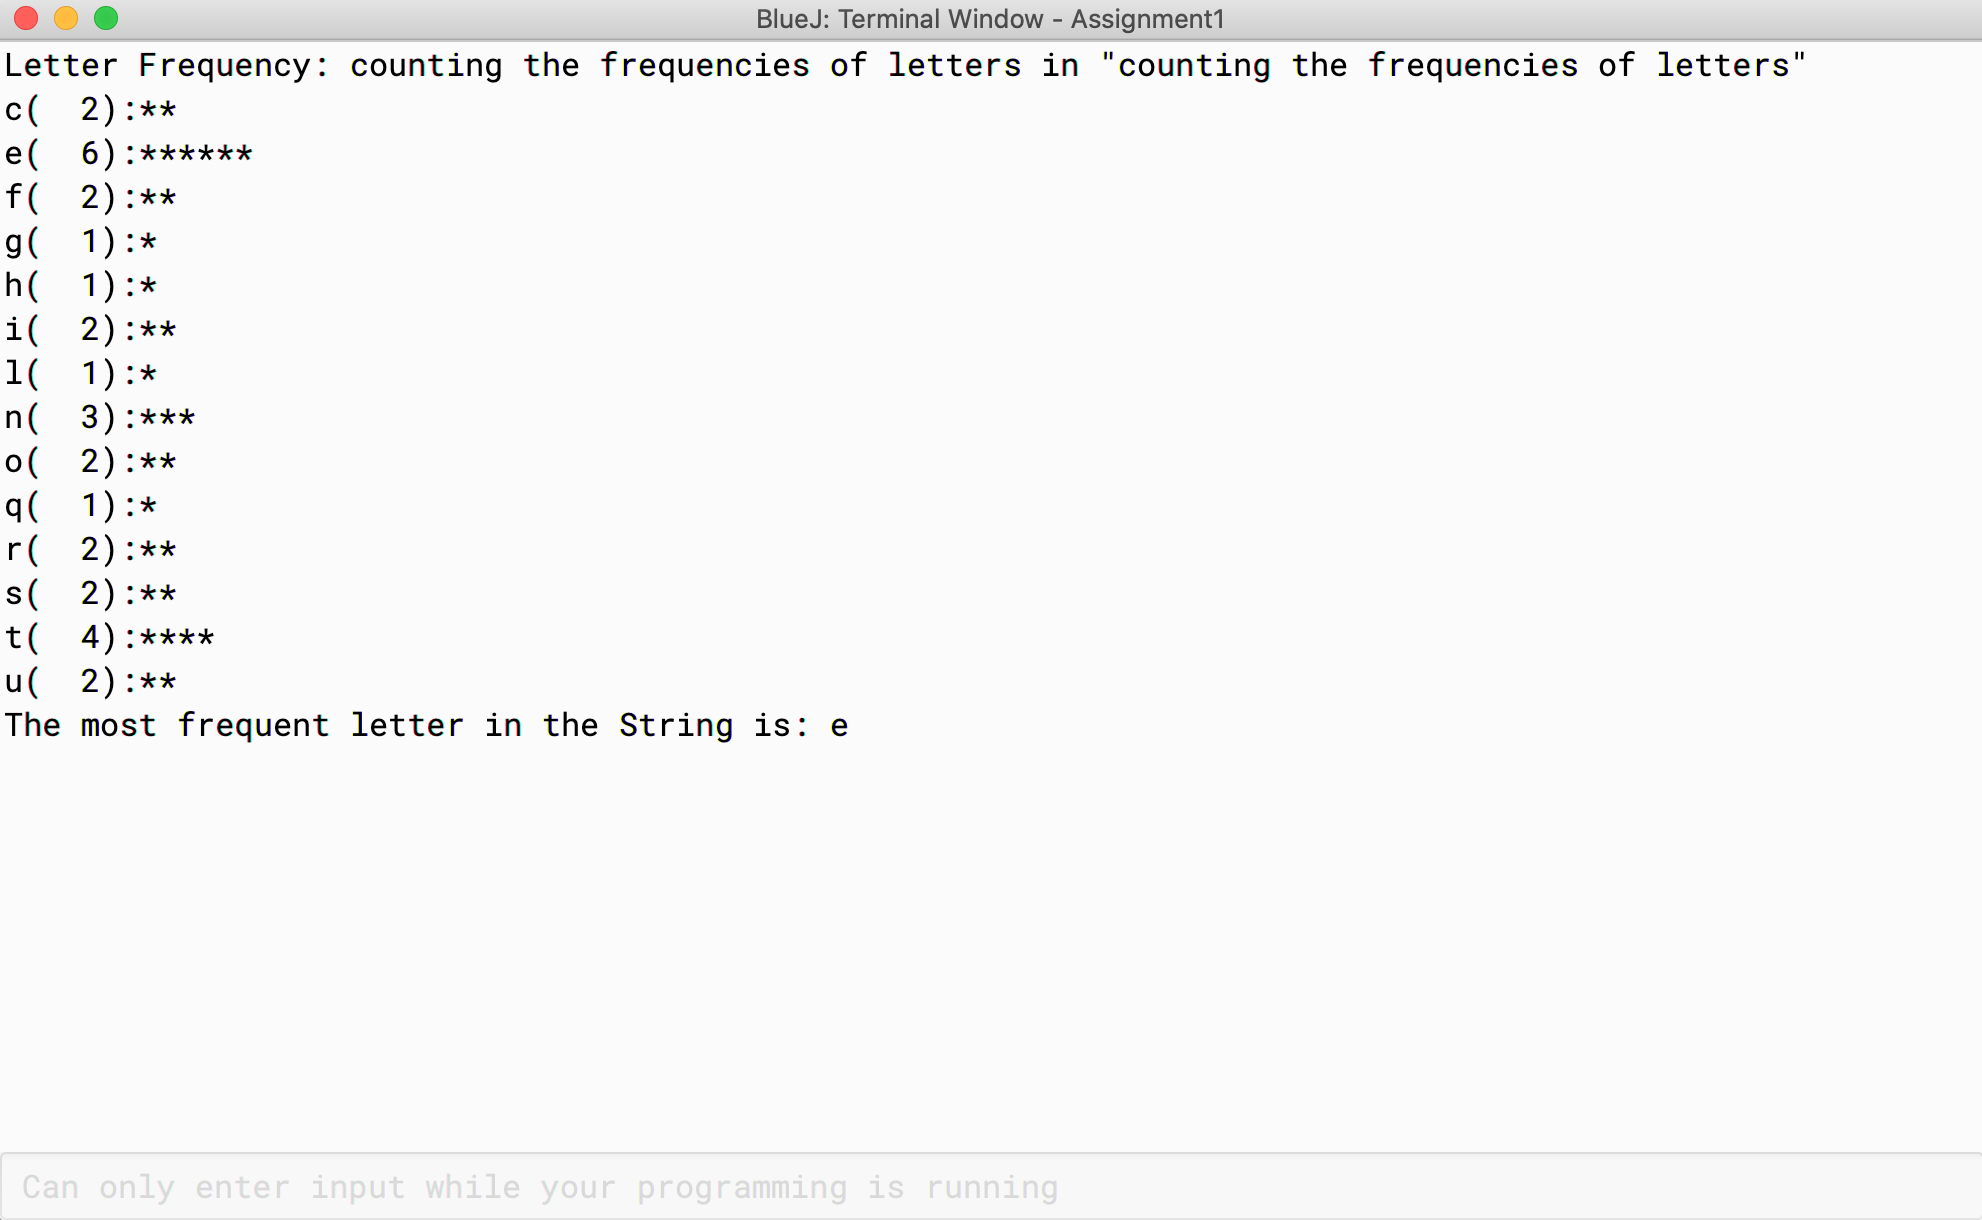 BlueJ: Terminal Window - Assignment1
Letter Frequency: counting the frequencies of letters in "counting the frequencies of letters"
c(  2):**
e(  6):******
f(  2):**
g(  1):*
h(  1):*
i(  2):**
l(  1):*
n(  3):***
o(  2):**
q(  1):*
r(  2):**
s(  2):**
t(  4):****
u(  2):**
The most frequent letter in the String is: e
Can only enter input while your programming is running